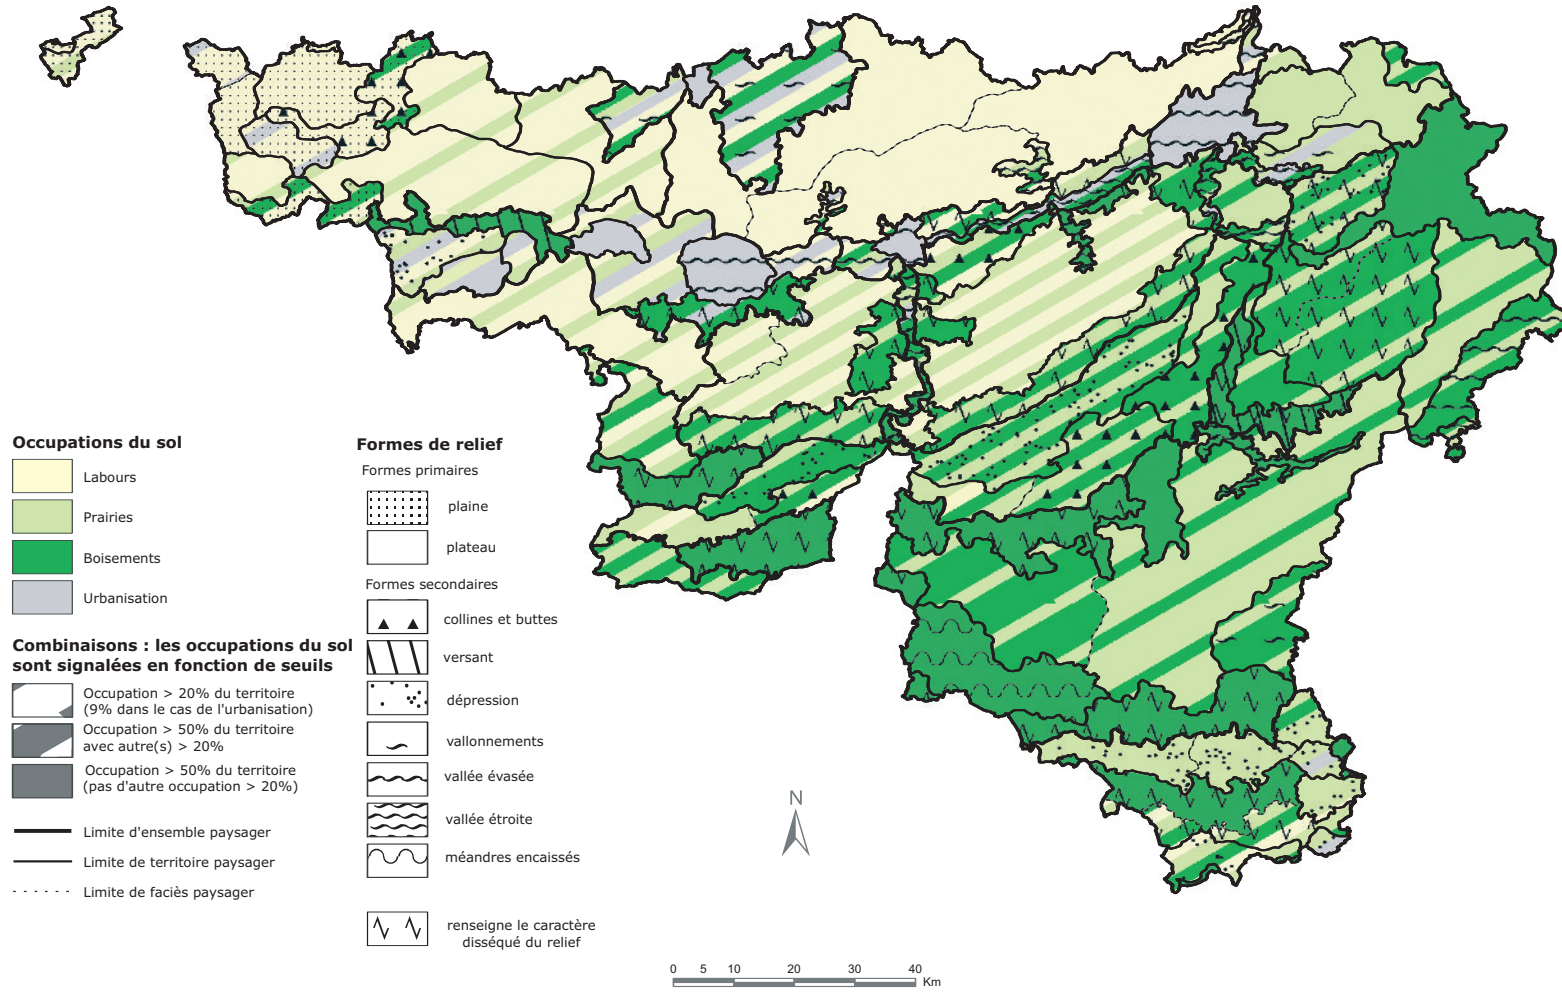 Occupations du sol
Labours
Prairies
Boisements
Urbanisation
Combinaisons : les occupations du sol
sont signalées en fonction de seuils
Occupation > 20% du territoire
(9% dans le cas de l'urbanisation)
Occupation > 50% du territoire
avec autre(s) > 20%
Occupation > 50% du territoire
(pas d'autre occupation > 20%)
Limite d'ensemble paysager
Limite de territoire paysager
Limite de faciès paysager
Formes de relief
Formes primaires
plaine
plateau
Formes secondaires
collines et buttes
versant
dépression
vallonnements
vallée évasée
vallée étroite
méandres encaissés
renseigne le caractère
disséqué du relief
N
0 5 10 20 30 40
Km